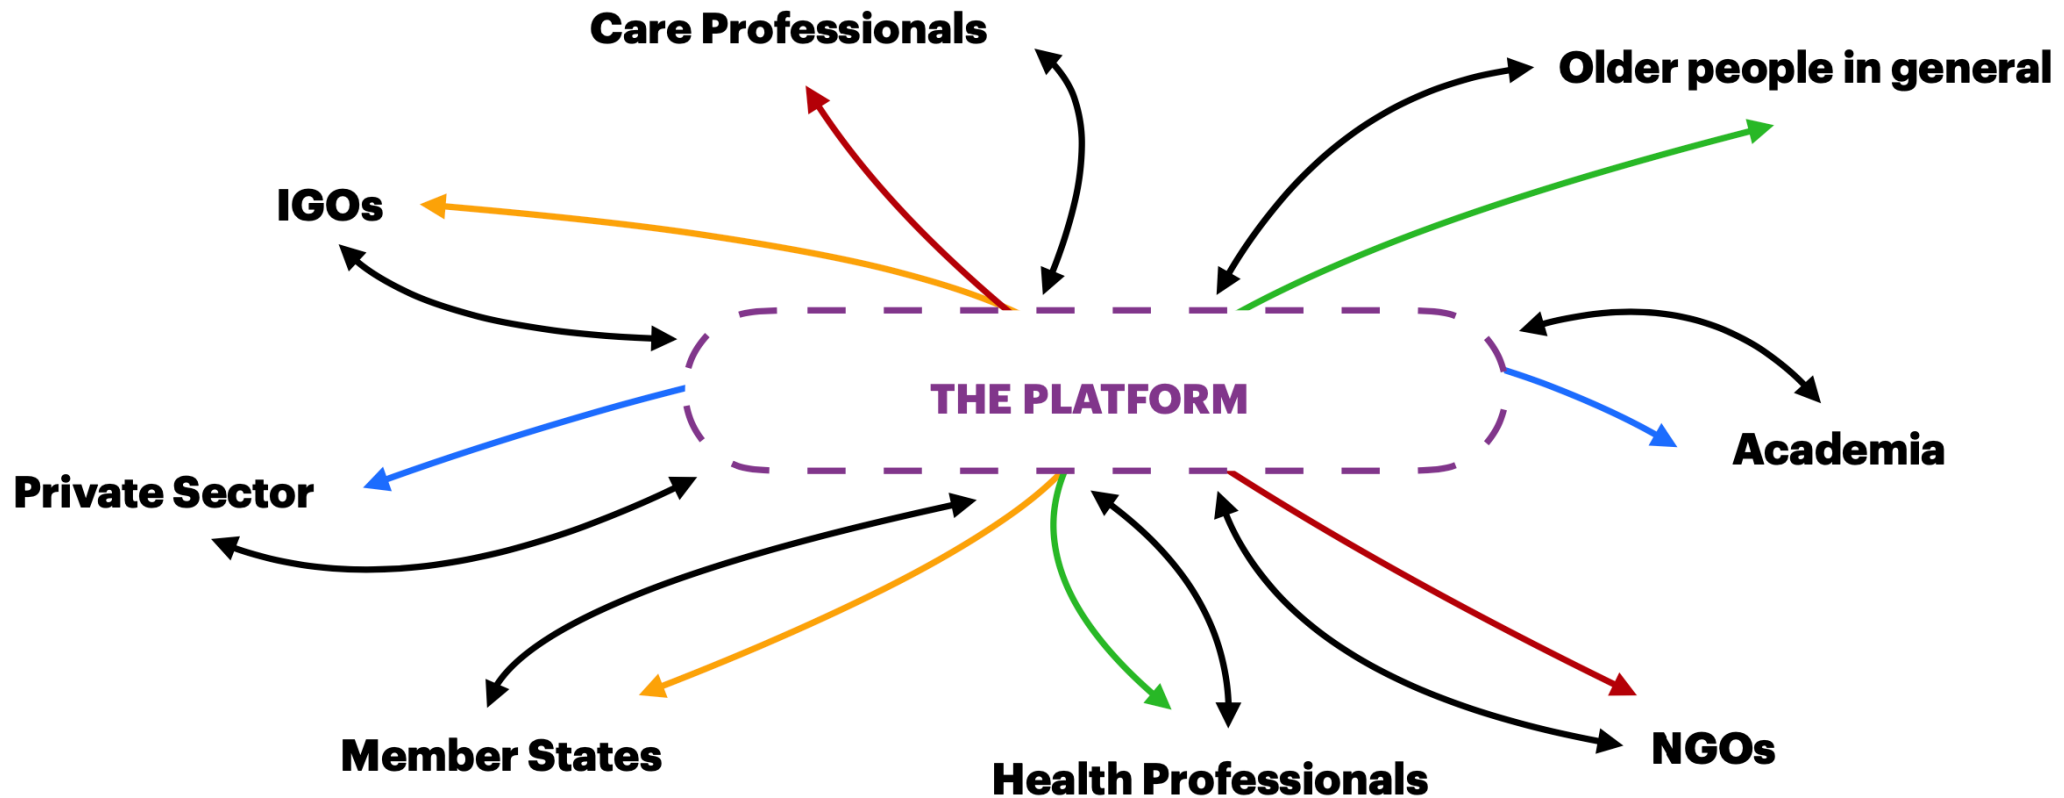 Care Professionals
Older people in general
IGOs
THE PLATFORM
Academia
Private Sector
Member States
NGOs
Health Professionals